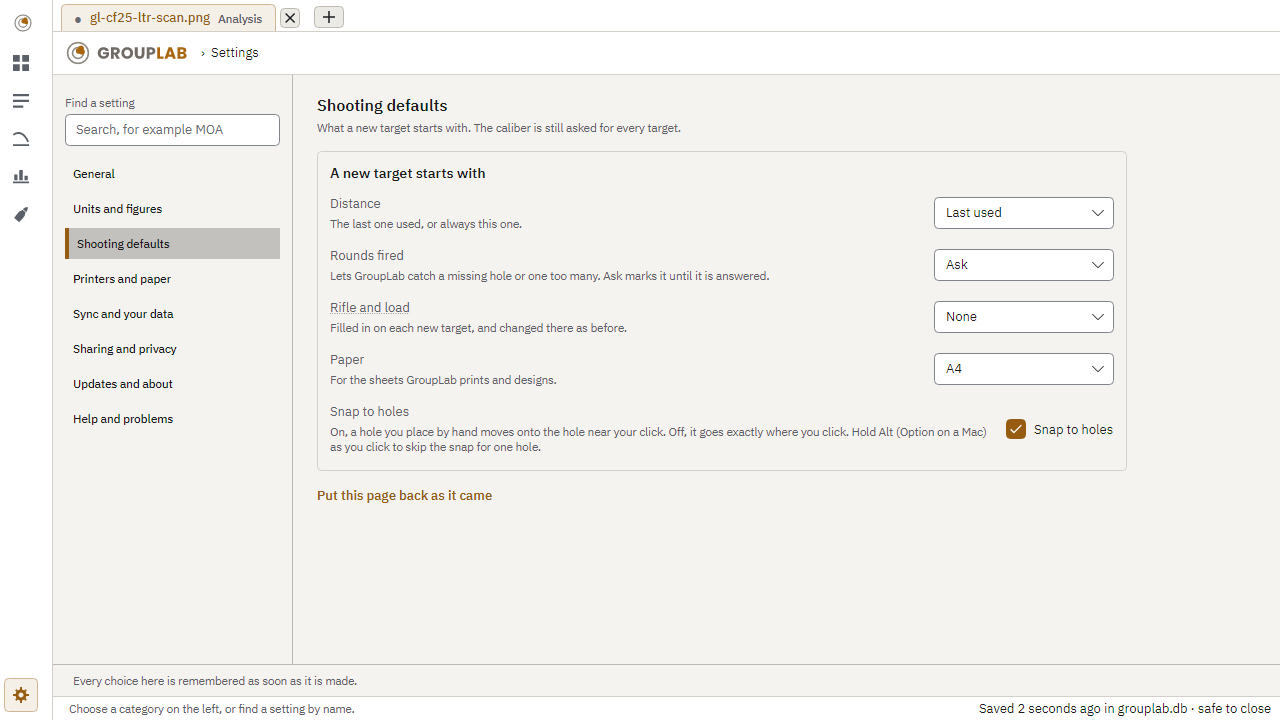 gl-cf25-ltr-scan.png Analysis
GROUPLAB › Settings
Find a setting
Search, for example MOA
General
Units and figures
Shooting defaults
Printers and paper
Sync and your data
Sharing and privacy
Updates and about
Help and problems
Shooting defaults
What a new target starts with. The caliber is still asked for every target.
A new target starts with
Distance
The last one used, or always this one.
Last used
Rounds fired
Lets GroupLab catch a missing hole or one too many. Ask marks it until it is answered.
Ask
Rifle and load
Filled in on each new target, and changed there as before.
None
Paper
For the sheets GroupLab prints and designs.
A4
Snap to holes
On, a hole you place by hand moves onto the hole near your click. Off, it goes exactly where you click. Hold Alt (Option on a Mac)
as you click to skip the snap for one hole.
Snap to holes
Put this page back as it came
Every choice here is remembered as soon as it is made.
Choose a category on the left, or find a setting by name.
Saved 2 seconds ago in grouplab.db · safe to close